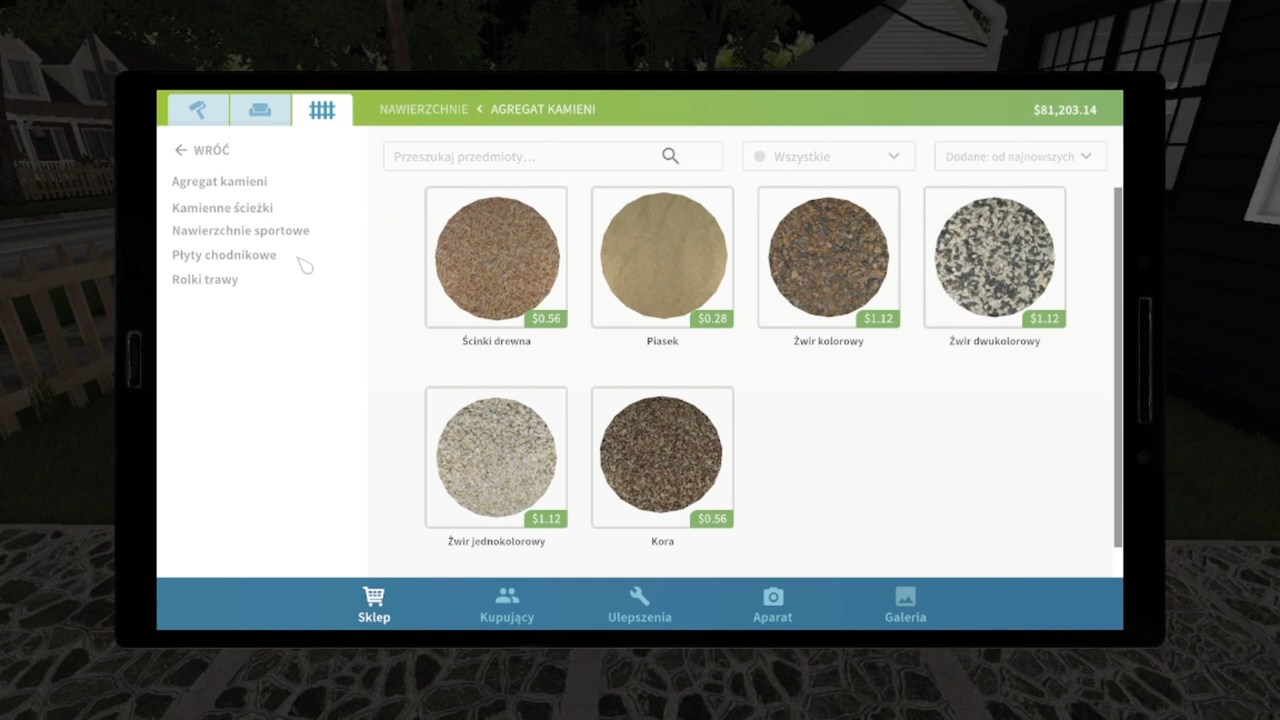 NAWIERZCHNIE < AGREGAT KAMIENI
$81,203.14
WRÓĆ
Agregat kamieni
Kamienne ścieżki
Nawierzchnie sportowe
Płyty chodnikowe
Rolki trawy
Przeszukaj przedmioty...
Wszystkie
Dodane: od najnowszych
$0.56
$0.28
$1.12
$1.12
Ścinki drewna
Piasek
Żwir kolorowy
Żwir dwukolorowy
$1.12
$0.56
Żwir jednokolorowy
Kora
Sklep
Kupujący
Ulepszenia
Aparat
Galeria